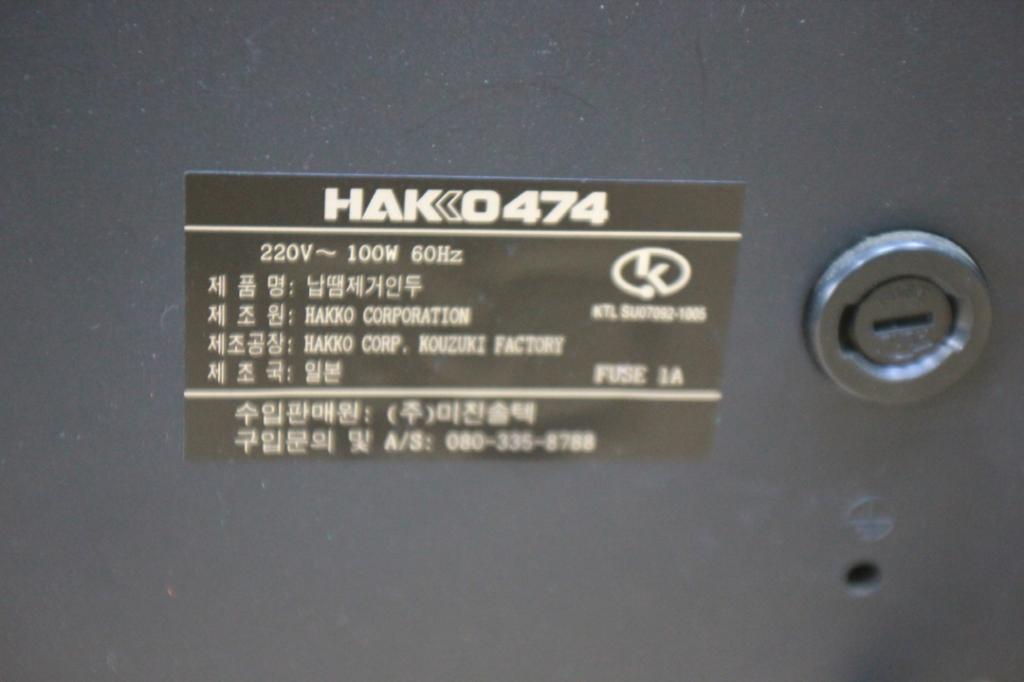 HAKKO 474
220V~ 100W 60Hz
제 품 명: 납땜제거인두
제 조 원: HAKKO CORPORATION
KTL SU07092-1005
제조공장: HAKKO CORP. KOUZUKI FACTORY
제 조 국: 일본
FUSE 1A
수입판매원: (주)미진솔텍
구입문의 및 A/S: 080-335-8788